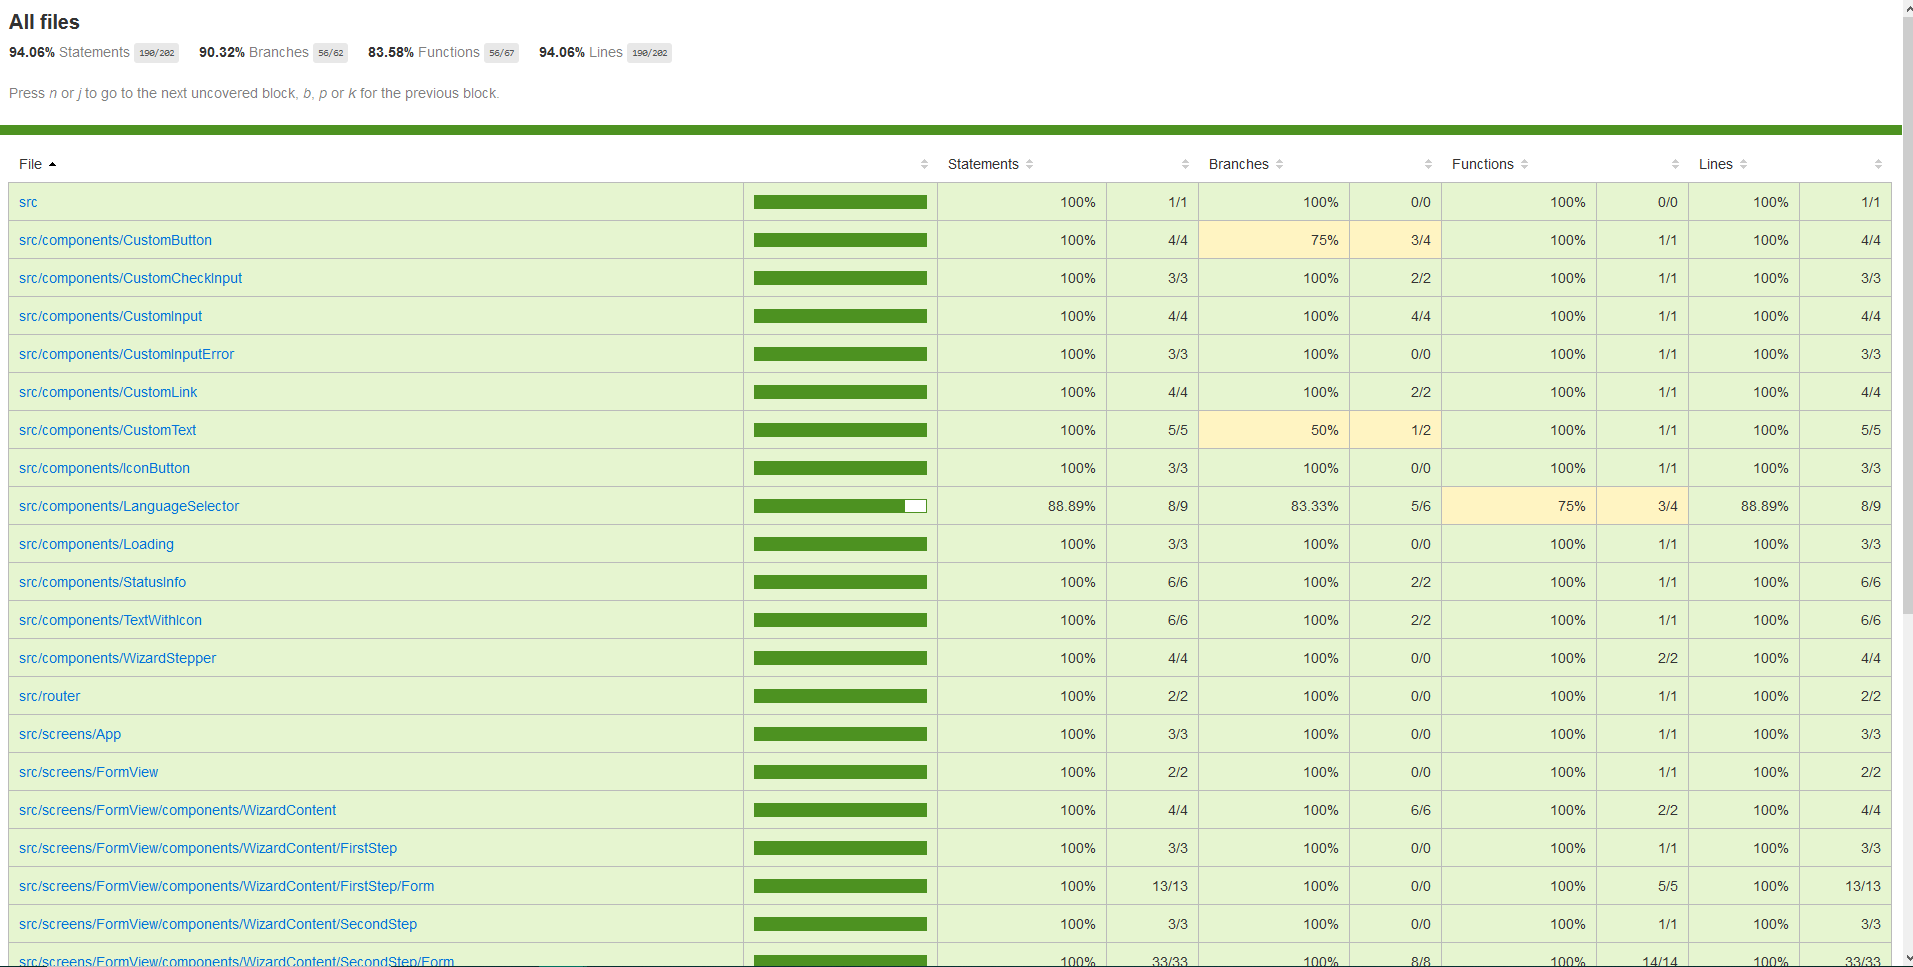 All files
94.06% Statements 190/202 90.32% Branches 56/62 83.58% Functions 56/67 94.06% Lines 190/202
Press n or j to go to the next uncovered block, b, p or k for the previous block.
File Statements Branches Functions Lines
src 100% 1/1 100% 0/0 100% 0/0 100% 1/1
src/components/CustomButton 100% 4/4 75% 3/4 100% 1/1 100% 4/4
src/components/CustomCheckInput 100% 3/3 100% 2/2 100% 1/1 100% 3/3
src/components/CustomInput 100% 4/4 100% 4/4 100% 1/1 100% 4/4
src/components/CustomInputError 100% 3/3 100% 0/0 100% 1/1 100% 3/3
src/components/CustomLink 100% 4/4 100% 2/2 100% 1/1 100% 4/4
src/components/CustomText 100% 5/5 50% 1/2 100% 1/1 100% 5/5
src/components/IconButton 100% 3/3 100% 0/0 100% 1/1 100% 3/3
src/components/LanguageSelector 88.89% 8/9 83.33% 5/6 75% 3/4 88.89% 8/9
src/components/Loading 100% 3/3 100% 0/0 100% 1/1 100% 3/3
src/components/StatusInfo 100% 6/6 100% 2/2 100% 1/1 100% 6/6
src/components/TextWithIcon 100% 6/6 100% 2/2 100% 1/1 100% 6/6
src/components/WizardStepper 100% 4/4 100% 0/0 100% 2/2 100% 4/4
src/router 100% 2/2 100% 0/0 100% 1/1 100% 2/2
src/screens/App 100% 3/3 100% 0/0 100% 1/1 100% 3/3
src/screens/FormView 100% 2/2 100% 0/0 100% 1/1 100% 2/2
src/screens/FormView/components/WizardContent 100% 4/4 100% 6/6 100% 2/2 100% 4/4
src/screens/FormView/components/WizardContent/FirstStep 100% 3/3 100% 0/0 100% 1/1 100% 3/3
src/screens/FormView/components/WizardContent/FirstStep/Form 100% 13/13 100% 0/0 100% 5/5 100% 13/13
src/screens/FormView/components/WizardContent/SecondStep 100% 3/3 100% 0/0 100% 1/1 100% 3/3
src/screens/FormView/components/WizardContent/SecondStep/Form 100% 33/33 100% 8/8 100% 14/14 100% 33/33